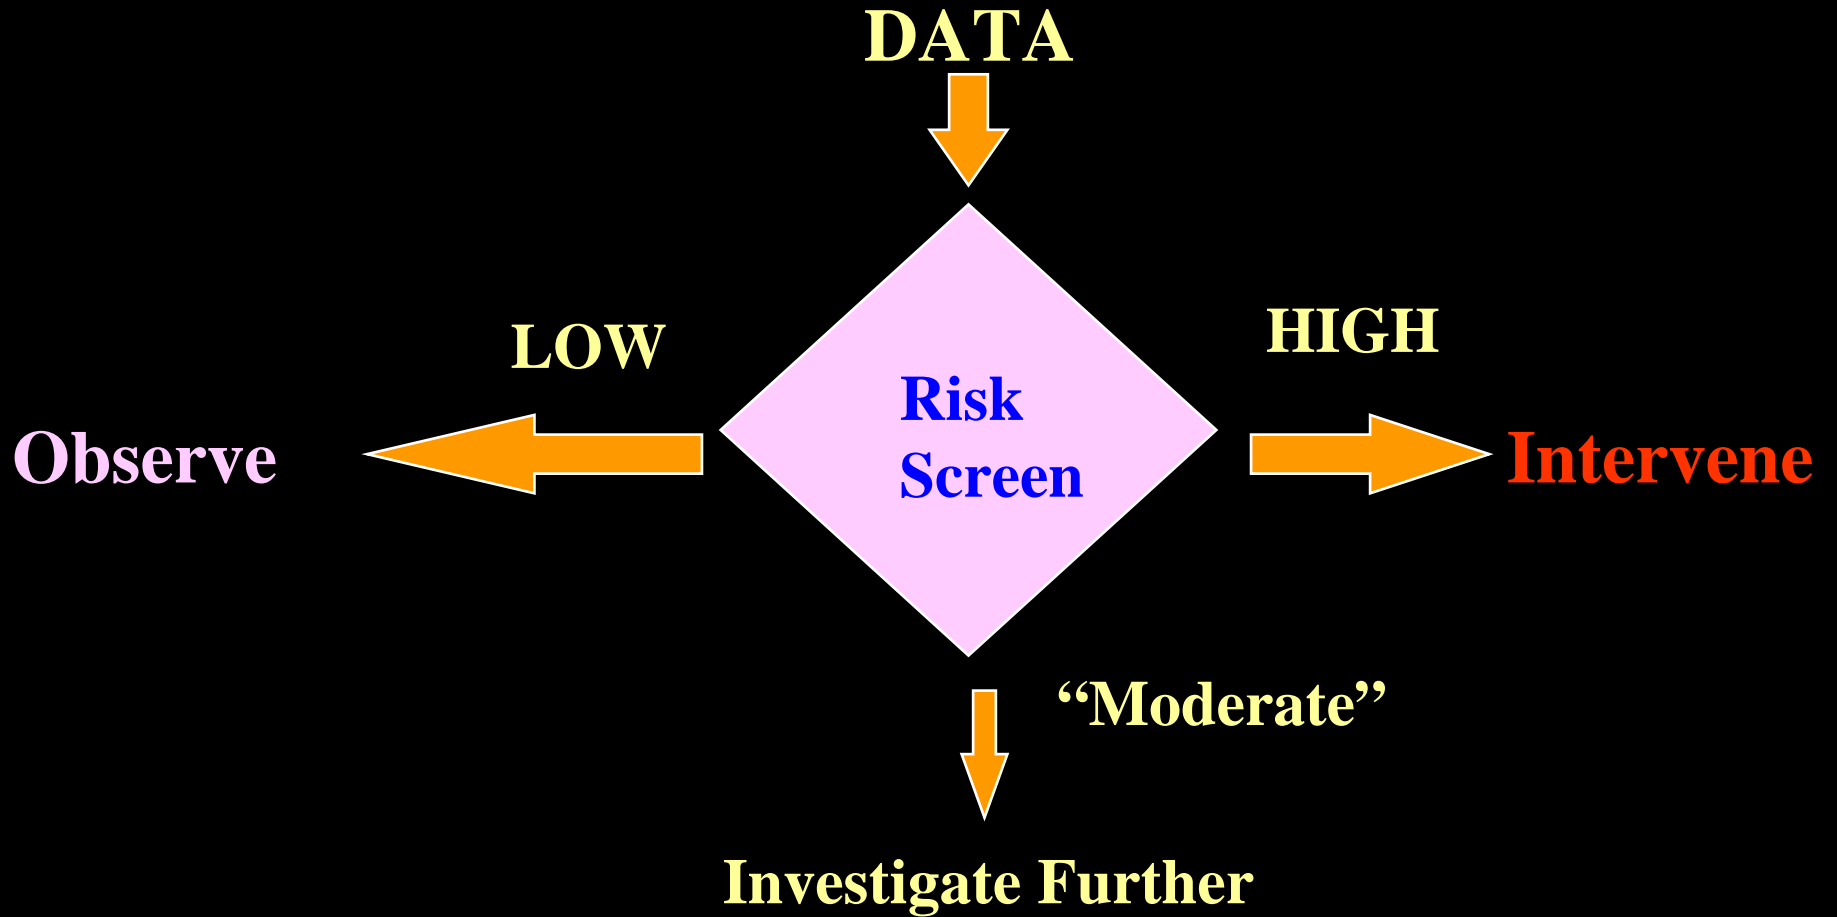 DATA
LOW
HIGH
Risk
Screen
Observe
Intervene
“Moderate”
Investigate Further